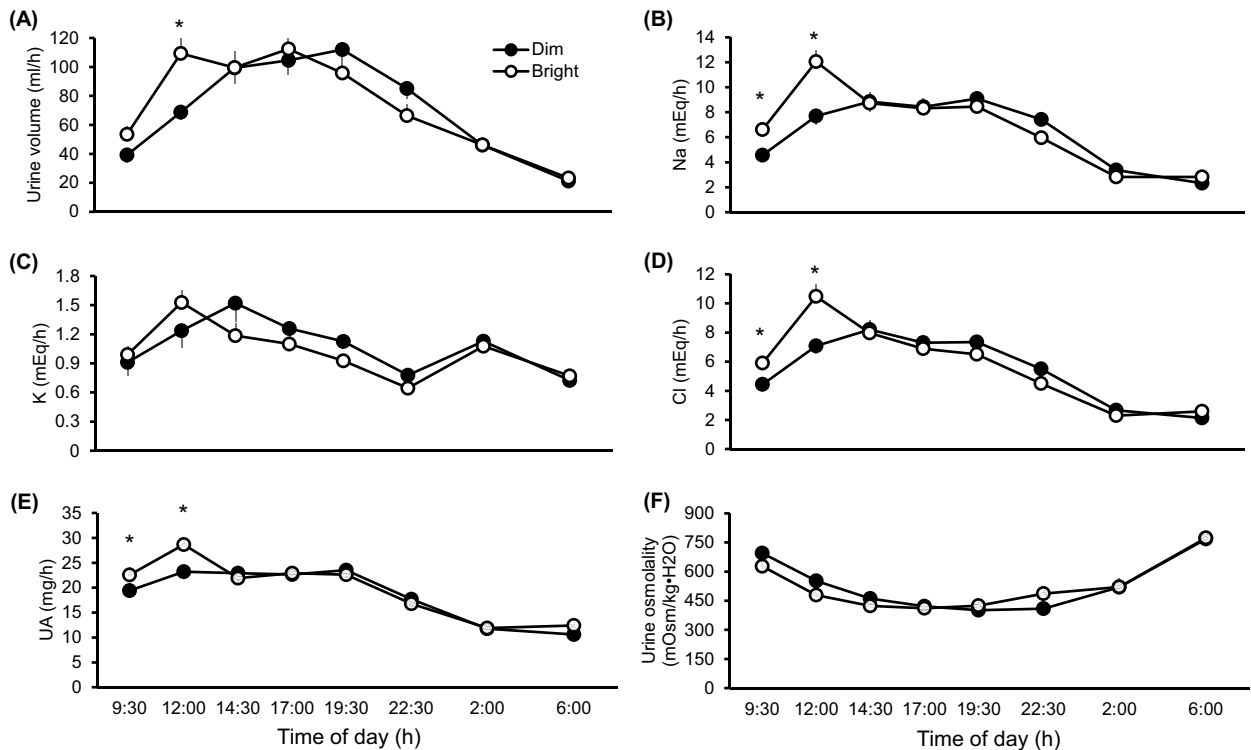 (A)
*
Urine volume (ml/h)
120
100
80
60
40
20
0
Dim
Bright
(B)
*
*
Na (mEq/h)
14
12
10
8
6
4
2
0
(C)
K (mEq/h)
1.8
1.5
1.2
0.9
0.6
0.3
0
(D)
*
*
Cl (mEq/h)
12
10
8
6
4
2
0
(E)
*
*
UA (mg/h)
35
30
25
20
15
10
5
0
9:30 12:00 14:30 17:00 19:30 22:30 2:00 6:00
Time of day (h)
(F)
Urine osmolality
(mOsm/kg•H2O)
900
750
600
450
300
150
0
9:30 12:00 14:30 17:00 19:30 22:30 2:00 6:00
Time of day (h)